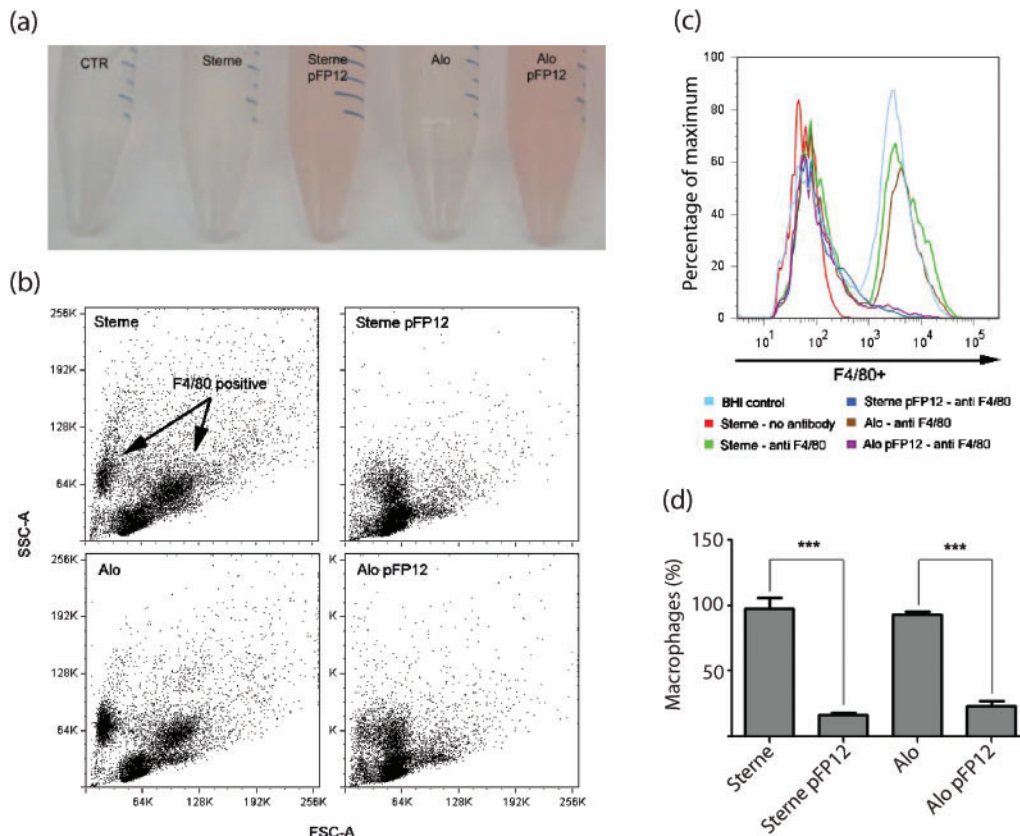 (a)
CTR
Sterne
Sterne
pFP12
Alo
Alo
pFP12
(b)
256K
192K
128K
64K
Sterne
F4/80 positive
Sterne pFP12
SSC-A
256K
192K
128K
64K
Alo
K
K
K
K
Alo pFP12
64K 128K 192K 256K
64K 128K 192K 256K
FSC-A
(c)
Percentage of maximum
100
80
60
40
20
0
10¹ 10² 10³ 10⁴ 10⁵
F4/80+
BHI control
Sterne - no antibody
Sterne - anti F4/80
Sterne pFP12 - anti F4/80
Alo - anti F4/80
Alo pFP12 - anti F4/80
(d)
Macrophages (%)
150
100
50
***
***
Sterne
Sterne pFP12
Alo
Alo pFP12